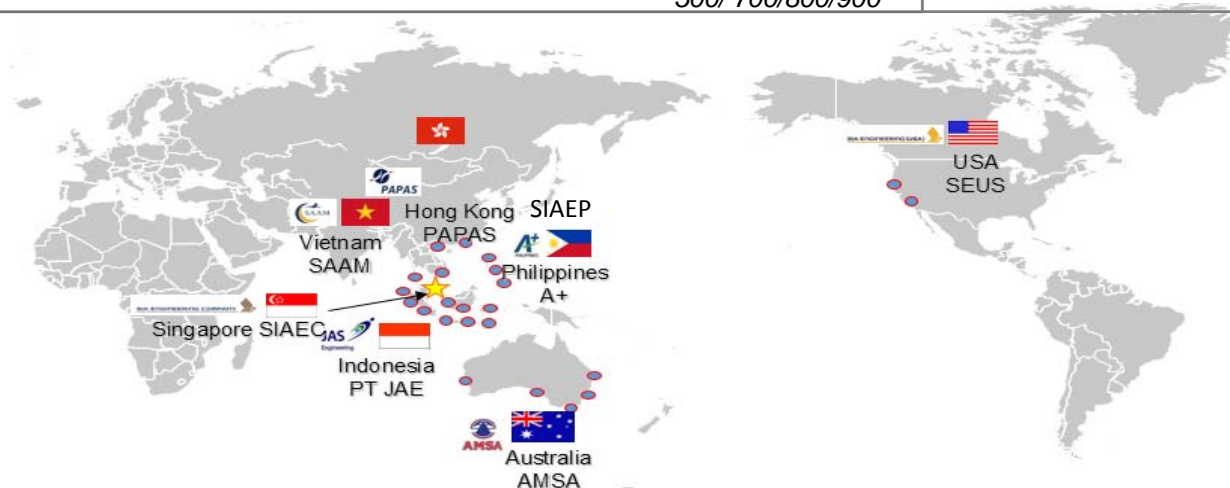 500/ 700/800/900
SIA ENGINEERING (USA)
USA
SEUS
PAPAS
SAAM
Hong Kong
PAPAS
SIAEP
Vietnam
SAAM
A+
PHILIPPINES
Philippines
A+
SIA ENGINEERING COMPANY
Singapore SIAEC
JAS
Engineering
Indonesia
PT JAE
AMSA
Australia
AMSA